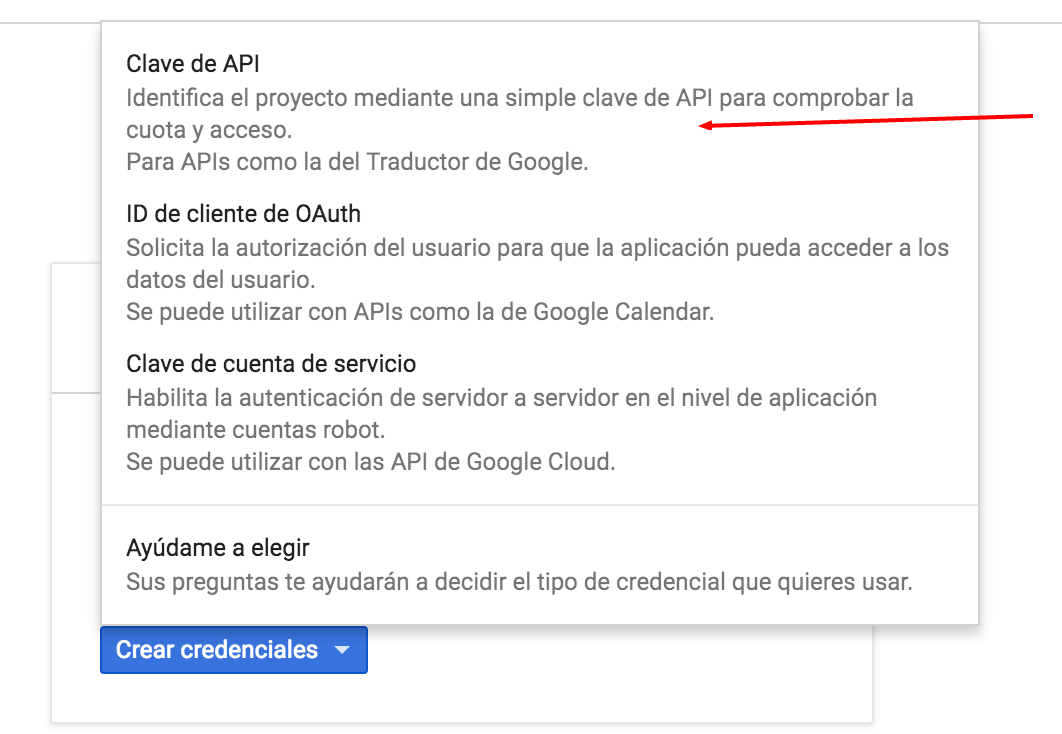 Clave de API
Identifica el proyecto mediante una simple clave de API para comprobar la
cuota y acceso.
Para APIs como la del Traductor de Google.
ID de cliente de OAuth
Solicita la autorización del usuario para que la aplicación pueda acceder a los
datos del usuario.
Se puede utilizar con APIs como la de Google Calendar.
Clave de cuenta de servicio
Habilita la autenticación de servidor a servidor en el nivel de aplicación
mediante cuentas robot.
Se puede utilizar con las API de Google Cloud.
Ayúdame a elegir
Sus preguntas te ayudarán a decidir el tipo de credencial que quieres usar.
Crear credenciales